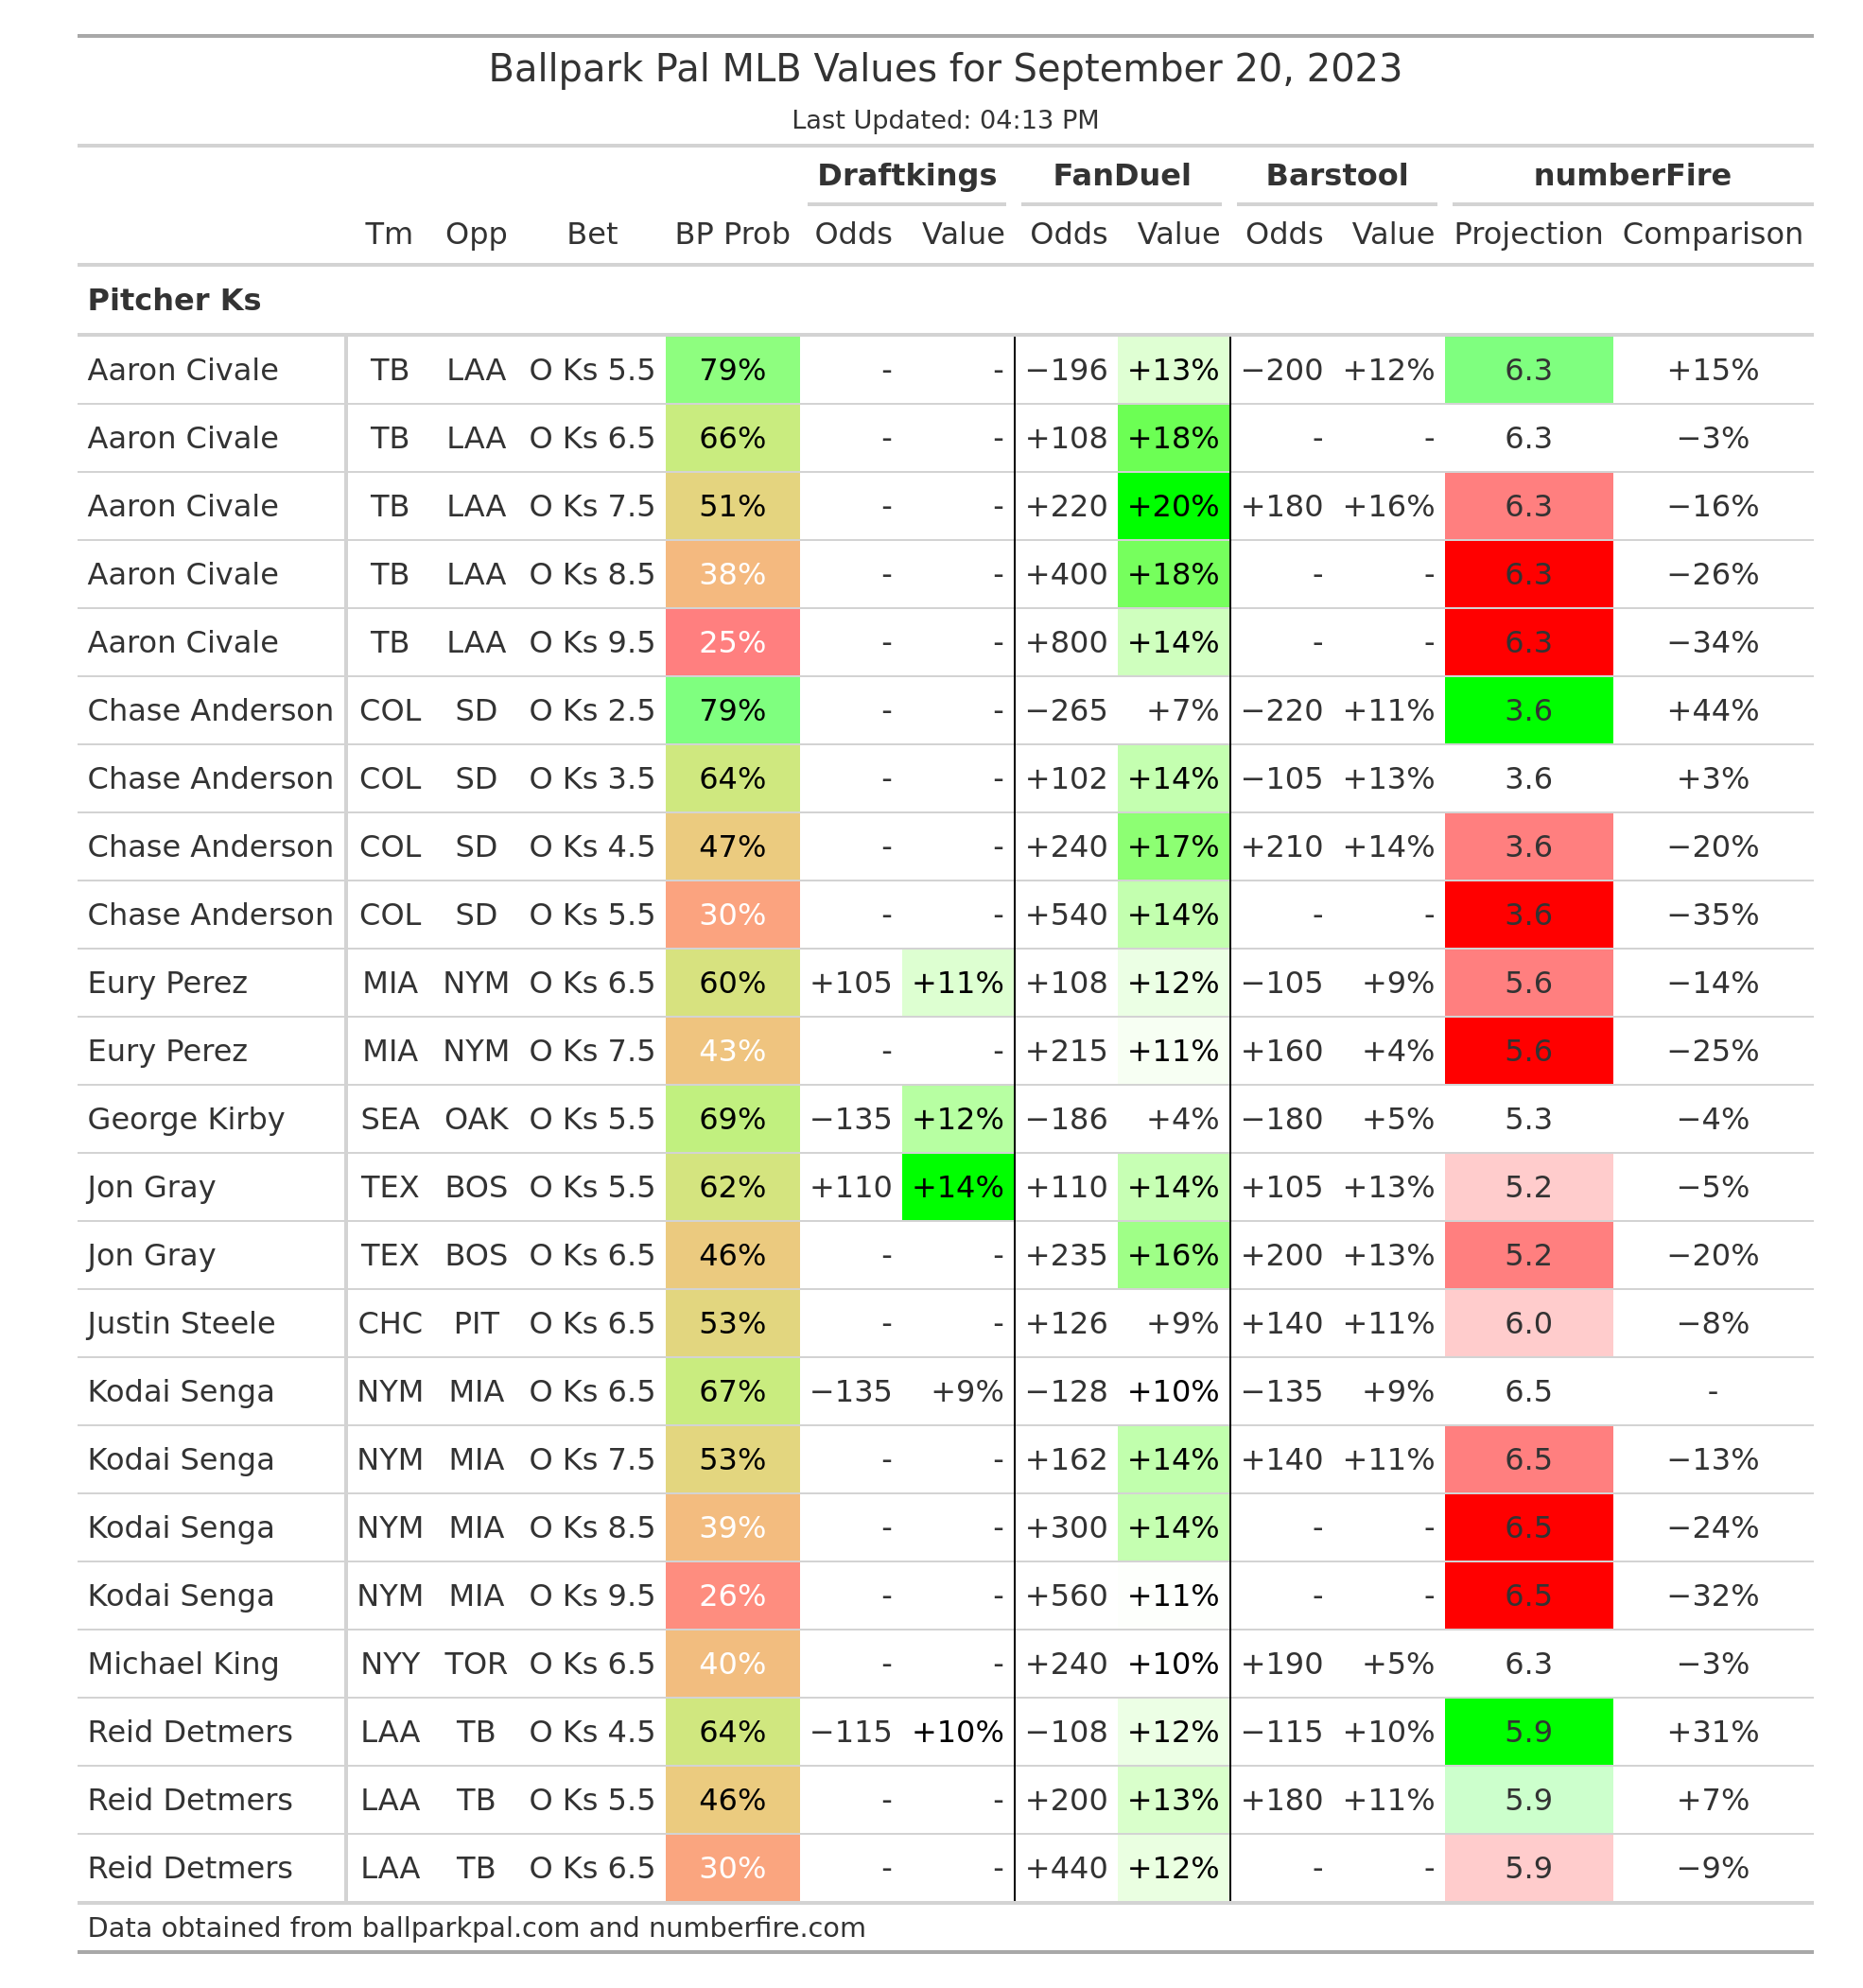 Ballpark Pal MLB Values for September 20, 2023
Last Updated: 04:13 PM
Draftkings FanDuel Barstool numberFire
Tm Opp Bet BP Prob Odds Value Odds Value Odds Value Projection Comparison
Pitcher Ks
Aaron Civale TB LAA O Ks 5.5 79% - - −196 +13% −200 +12% 6.3 +15%
Aaron Civale TB LAA O Ks 6.5 66% - - +108 +18% - - 6.3 −3%
Aaron Civale TB LAA O Ks 7.5 51% - - +220 +20% +180 +16% 6.3 −16%
Aaron Civale TB LAA O Ks 8.5 38% - - +400 +18% - - 6.3 −26%
Aaron Civale TB LAA O Ks 9.5 25% - - +800 +14% - - 6.3 −34%
Chase Anderson COL SD O Ks 2.5 79% - - −265 +7% −220 +11% 3.6 +44%
Chase Anderson COL SD O Ks 3.5 64% - - +102 +14% −105 +13% 3.6 +3%
Chase Anderson COL SD O Ks 4.5 47% - - +240 +17% +210 +14% 3.6 −20%
Chase Anderson COL SD O Ks 5.5 30% - - +540 +14% - - 3.6 −35%
Eury Perez MIA NYM O Ks 6.5 60% +105 +11% +108 +12% −105 +9% 5.6 −14%
Eury Perez MIA NYM O Ks 7.5 43% - - +215 +11% +160 +4% 5.6 −25%
George Kirby SEA OAK O Ks 5.5 69% −135 +12% −186 +4% −180 +5% 5.3 −4%
Jon Gray TEX BOS O Ks 5.5 62% +110 +14% +110 +14% +105 +13% 5.2 −5%
Jon Gray TEX BOS O Ks 6.5 46% - - +235 +16% +200 +13% 5.2 −20%
Justin Steele CHC PIT O Ks 6.5 53% - - +126 +9% +140 +11% 6.0 −8%
Kodai Senga NYM MIA O Ks 6.5 67% −135 +9% −128 +10% −135 +9% 6.5 -
Kodai Senga NYM MIA O Ks 7.5 53% - - +162 +14% +140 +11% 6.5 −13%
Kodai Senga NYM MIA O Ks 8.5 39% - - +300 +14% - - 6.5 −24%
Kodai Senga NYM MIA O Ks 9.5 26% - - +560 +11% - - 6.5 −32%
Michael King NYY TOR O Ks 6.5 40% - - +240 +10% +190 +5% 6.3 −3%
Reid Detmers LAA TB O Ks 4.5 64% −115 +10% −108 +12% −115 +10% 5.9 +31%
Reid Detmers LAA TB O Ks 5.5 46% - - +200 +13% +180 +11% 5.9 +7%
Reid Detmers LAA TB O Ks 6.5 30% - - +440 +12% - - 5.9 −9%
Data obtained from ballparkpal.com and numberfire.com